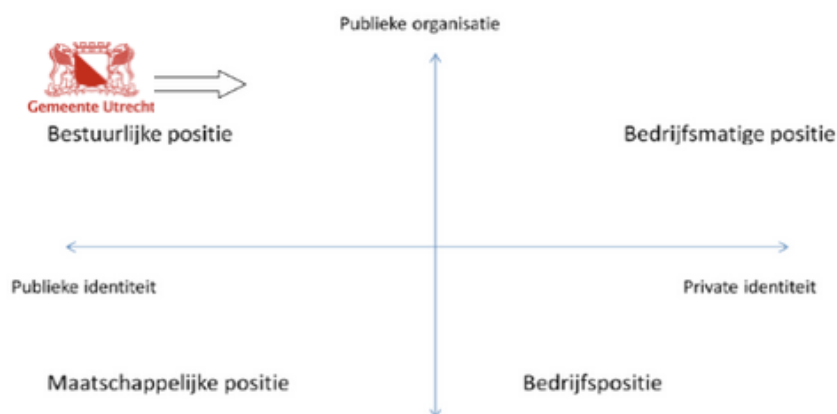 Publieke organisatie
Gemeente Utrecht
Bestuurlijke positie
Bedrijfsmatige positie
Publieke identiteit
Private identiteit
Maatschappelijke positie
Bedrijfspositie